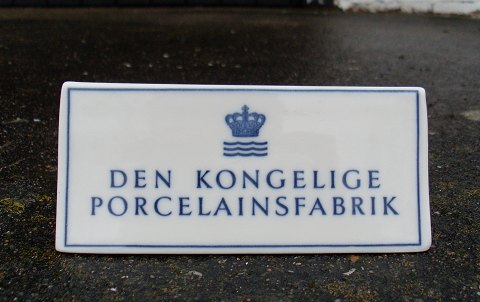 DEN KONGELIGE
PORCELAINSFABRIK